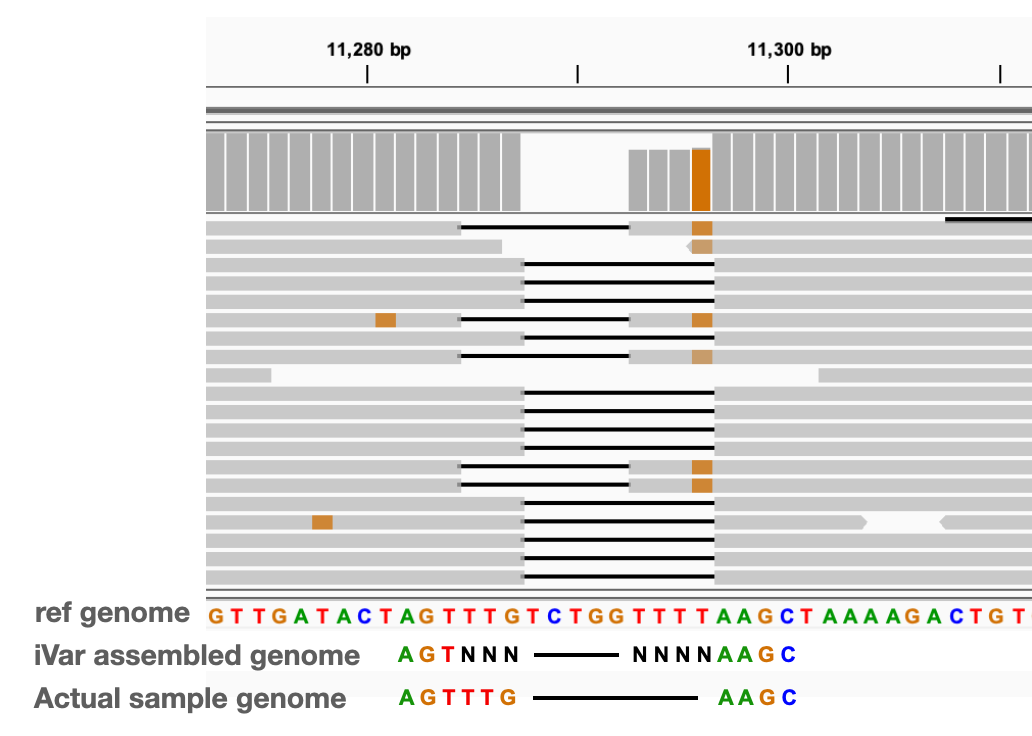 11,280 bp 11,300 bp
ref genome GTTGATACTAGTTTGTCTGGTTTTAAGCTAAAAGACTGT
iVar assembled genome AGTNNN NNNNAAGC
Actual sample genome AGTTTG AAGC